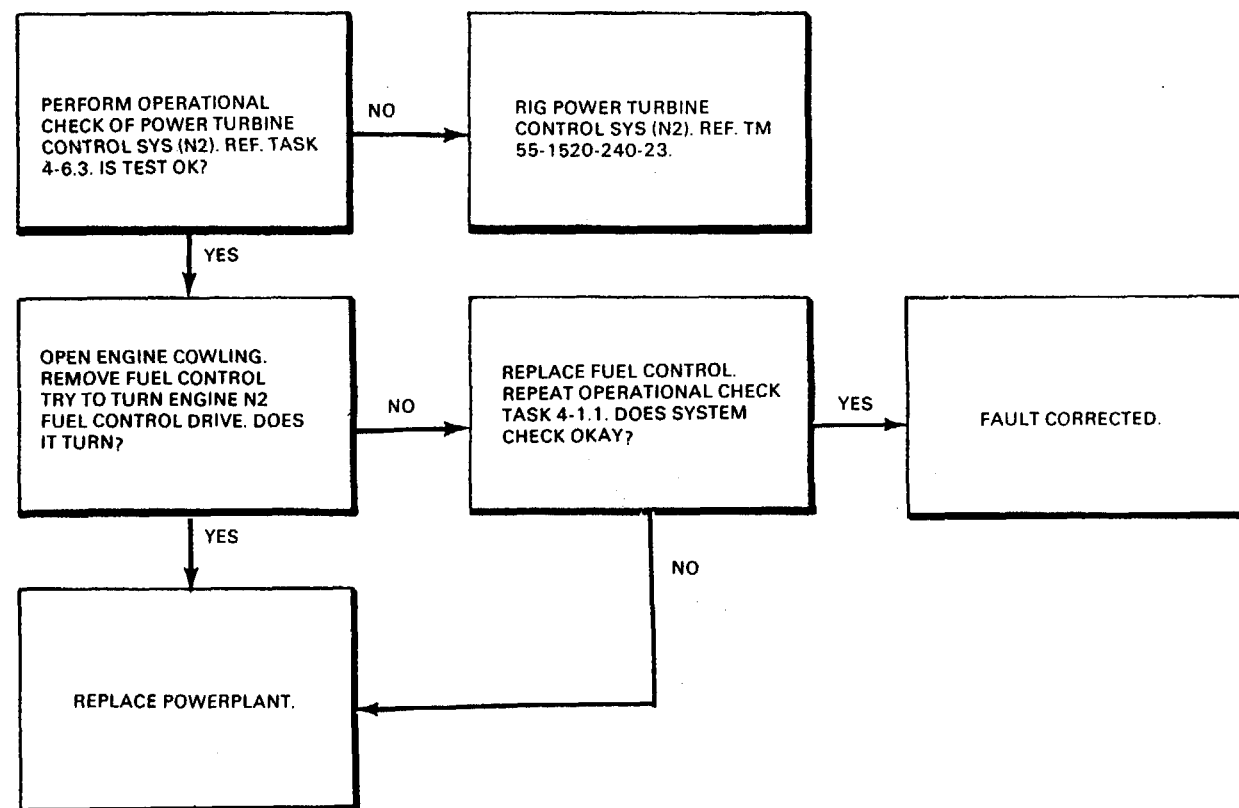 PERFORM OPERATIONAL
CHECK OF POWER TURBINE
CONTROL SYS (N2). REF. TASK
4-6.3. IS TEST OK?
NO
RIG POWER TURBINE
CONTROL SYS (N2). REF. TM
55-1520-240-23.
YES
OPEN ENGINE COWLING.
REMOVE FUEL CONTROL
TRY TO TURN ENGINE N2
FUEL CONTROL DRIVE. DOES
IT TURN?
NO
REPLACE FUEL CONTROL.
REPEAT OPERATIONAL CHECK
TASK 4-1.1. DOES SYSTEM
CHECK OKAY?
YES
FAULT CORRECTED.
YES
NO
REPLACE POWERPLANT.